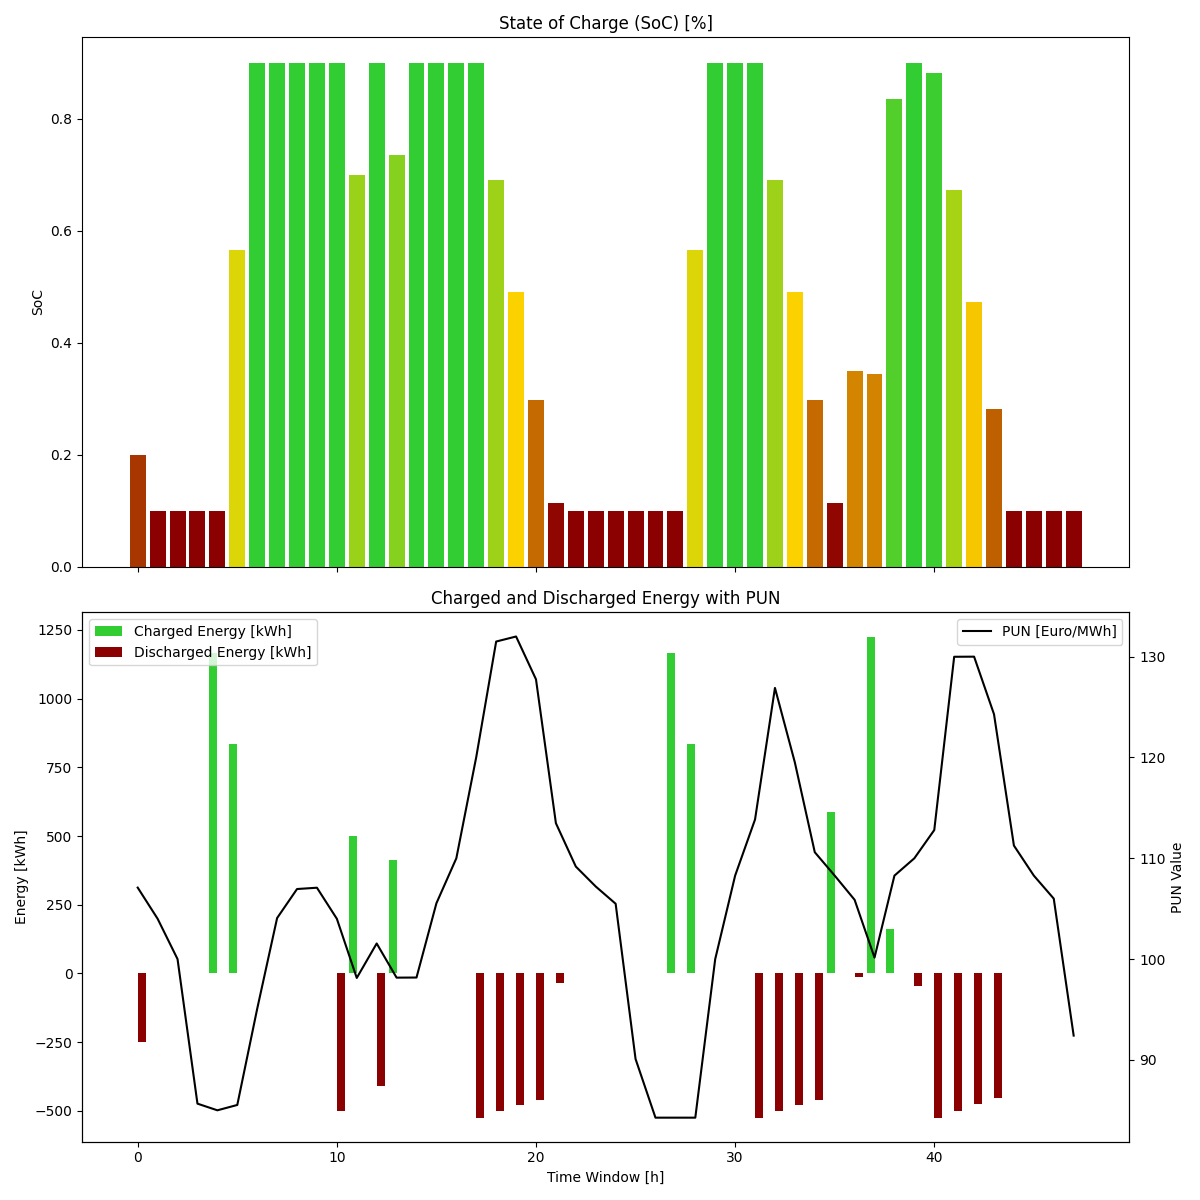 State of Charge (SoC) [%]
0.8
0.6
0.4
0.2
0.0
SoC
Charged and Discharged Energy with PUN
Charged Energy [kWh]
Discharged Energy [kWh]
PUN [Euro/MWh]
1250
1000
750
500
250
0
−250
−500
Energy [kWh]
130
120
110
100
90
PUN Value
0 10 20 30 40
Time Window [h]